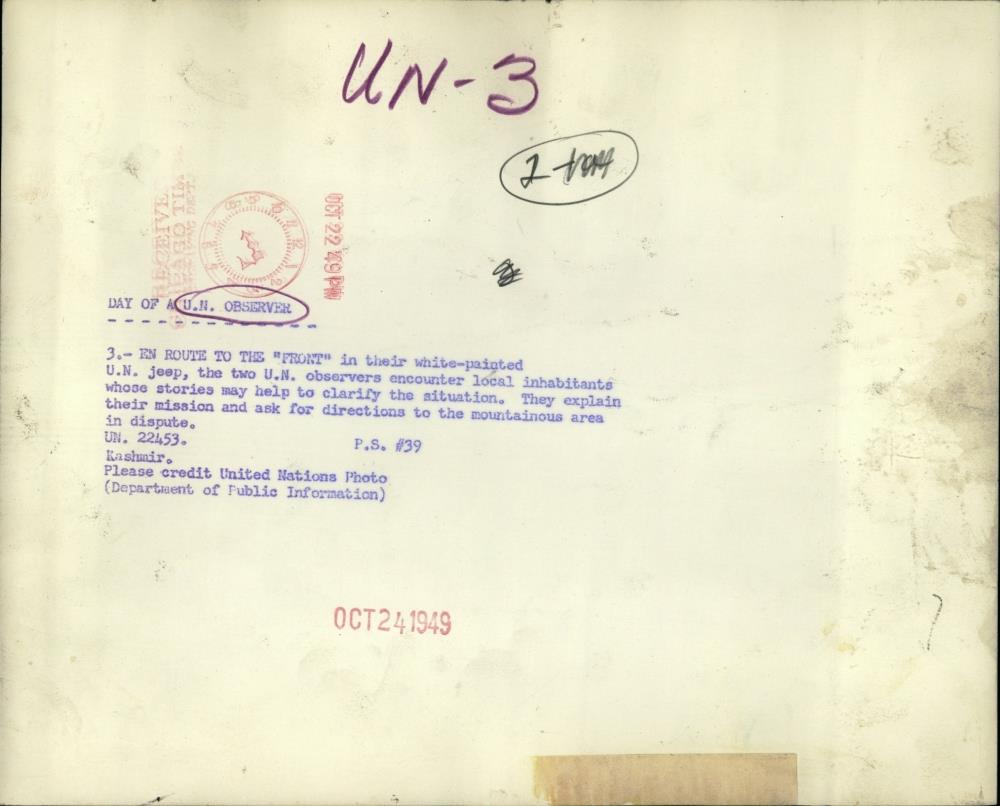 UN-3
OCT 22 '49 PM
DAY OF A U.N. OBSERVER
3.- EN ROUTE TO THE "FRONT" in their white-painted
U.N. jeep, the two U.N. observers encounter local inhabitants
whose stories may help to clarify the situation. They explain
their mission and ask for directions to the mountainous area
in dispute.
UN. 22453. P.S. #39
Kashmir.
Please credit United Nations Photo
(Department of Public Information)
OCT 24 1949